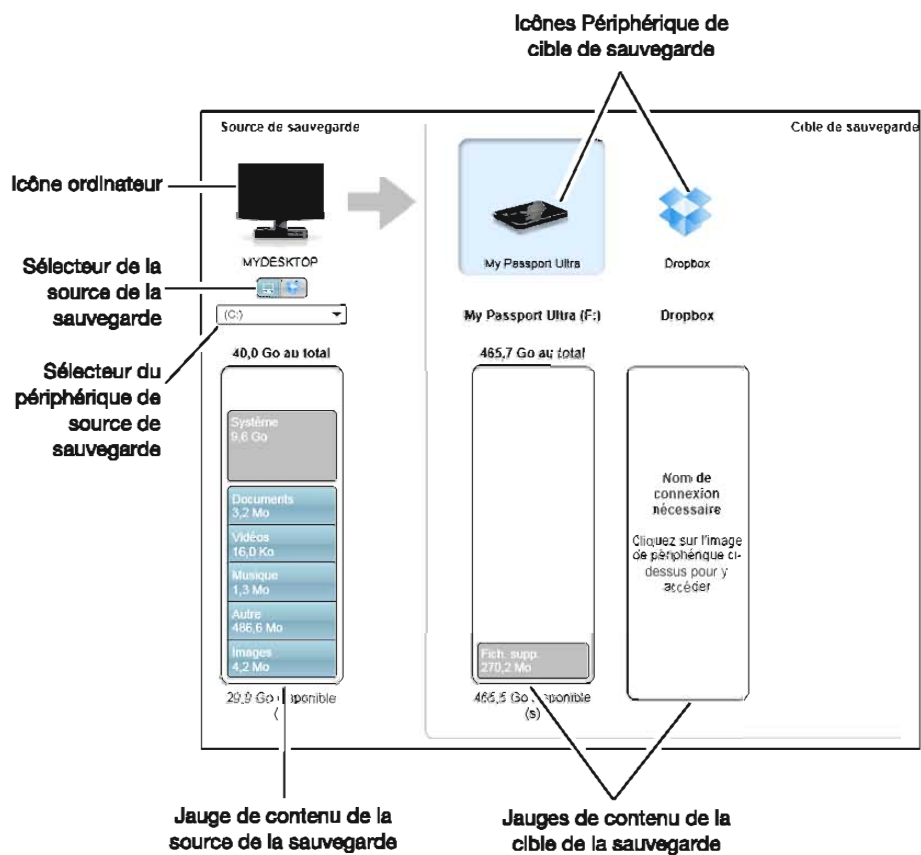 Icônes Périphérique de
cible de sauvegarde
Source de sauvegarde
Cible de sauvegarde
Icône ordinateur
MYDESKTOP
My Passport Ultra
Dropbox
Sélecteur de la
source de la
sauvegarde
(C:)
My Passport Ultra (F:)
Dropbox
Sélecteur du
périphérique de
source de
sauvegarde
40,0 Go au total
465,7 Go au total
Système
9,6 Go
Documents
3,2 Mo
Vidéos
16,0 Ko
Musique
1,3 Mo
Autre
486,6 Mo
Images
4,2 Mo
Fich. supp.
270,2 Mo
Nom de
connexion
nécessaire
Cliquez sur l'image
de périphérique ci-
dessus pour y
accéder
29,9 Go
Go
(s)
Jauge de contenu de la
source de la sauvegarde
Jauges de contenu de la
cible de la sauvegarde